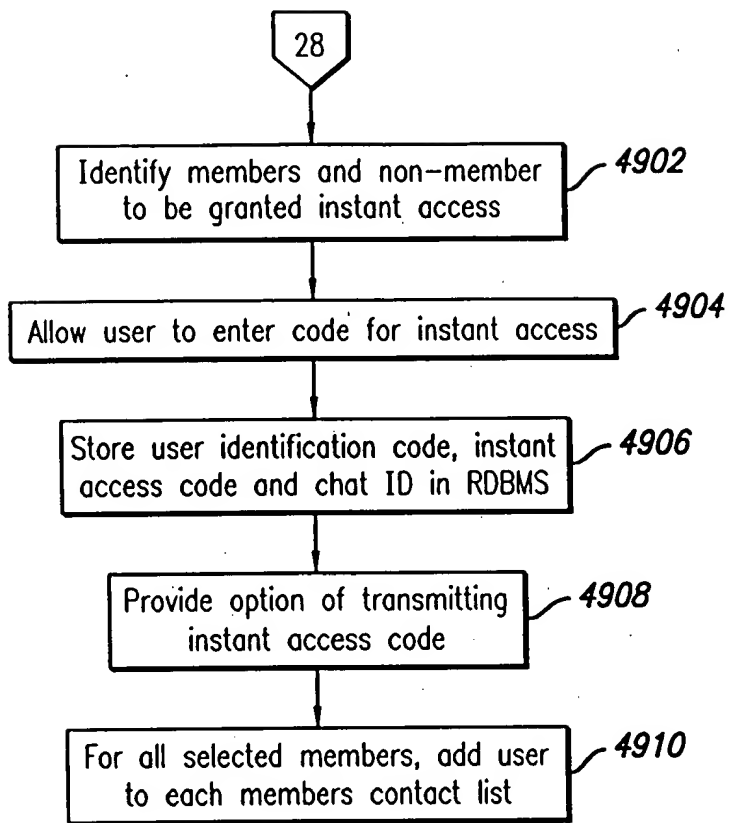 28
Identify members and non-member
to be granted instant access
4902
Allow user to enter code for instant access
4904
Store user identification code, instant
access code and chat ID in RDBMS
4906
Provide option of transmitting
instant access code
4908
For all selected members, add user
to each members contact list
4910